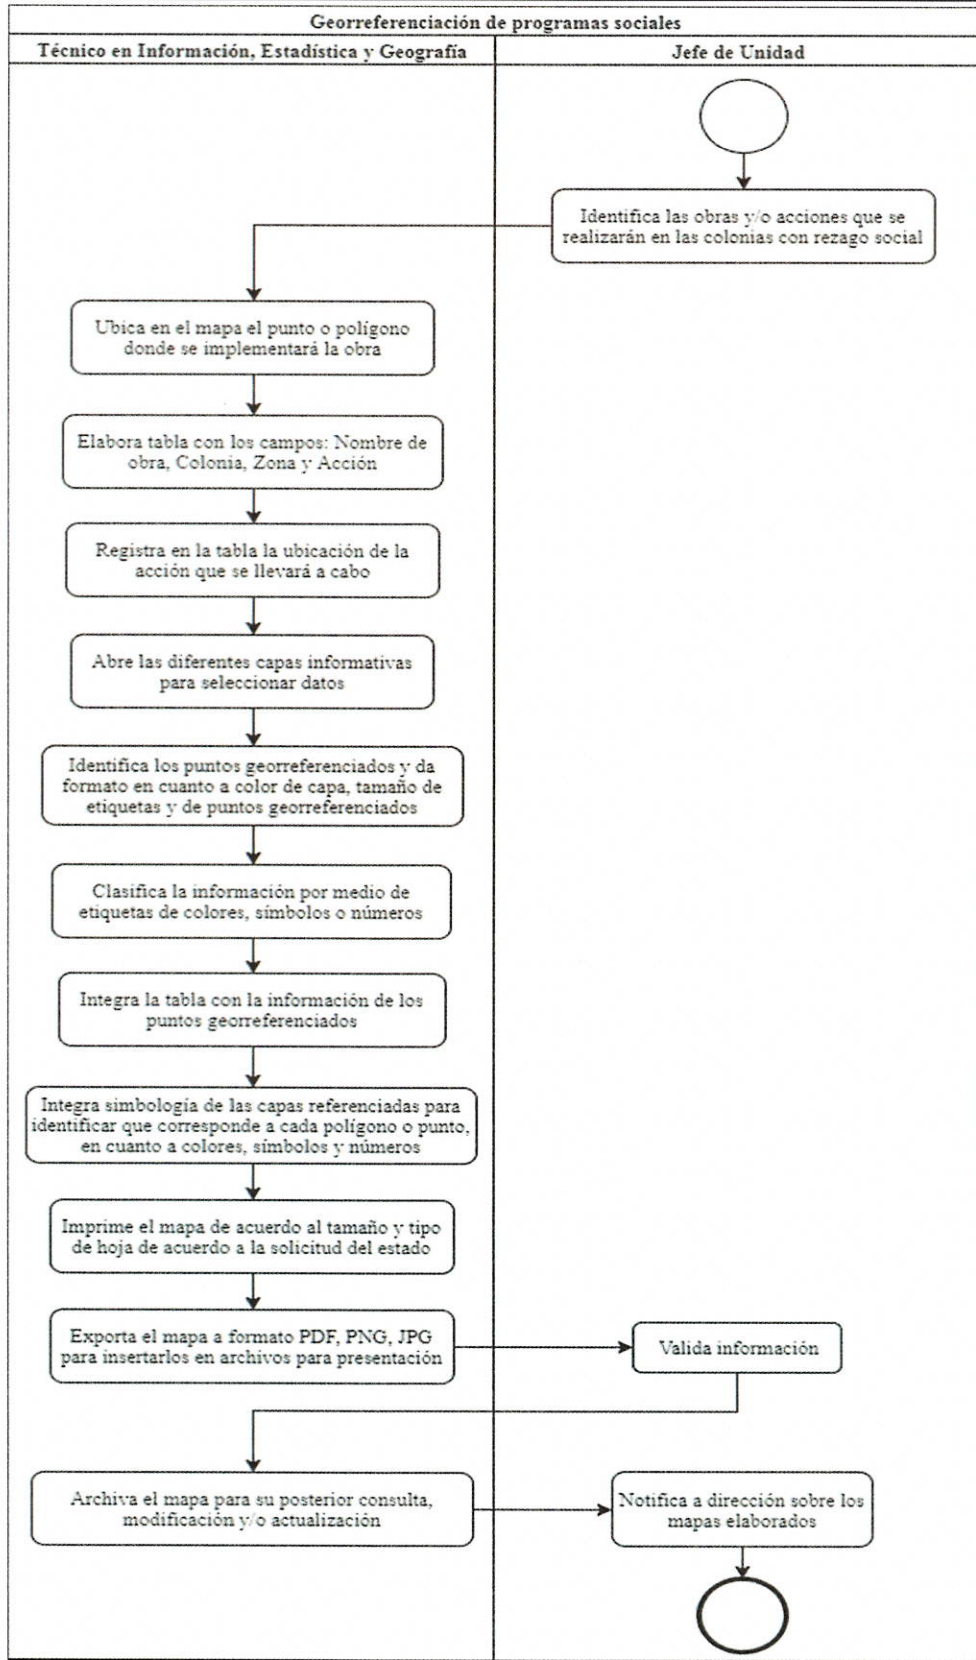 Georreferenciación de programas sociales
Técnico en Información, Estadística y Geografía
Jefe de Unidad
Identifica las obras y/o acciones que se
realizarán en las colonias con rezago social
Ubica en el mapa el punto o polígono
donde se implementará la obra
Elabora tabla con los campos: Nombre de
obra, Colonia, Zona y Acción
Registra en la tabla la ubicación de la
acción que se llevará a cabo
Abre las diferentes capas informativas
para seleccionar datos
Identifica los puntos georreferenciados y da
formato en cuanto a color de capa, tamaño de
etiquetas y de puntos georreferenciados
Clasifica la información por medio de
etiquetas de colores, símbolos o números
Integra la tabla con la información de los
puntos georreferenciados
Integra simbología de las capas referenciadas para
identificar que corresponde a cada polígono o punto,
en cuanto a colores, símbolos y números
Imprime el mapa de acuerdo al tamaño y tipo
de hoja de acuerdo a la solicitud del estado
Exporta el mapa a formato PDF, PNG, JPG
para insertarlos en archivos para presentación
Valida información
Archiva el mapa para su posterior consulta,
modificación y/o actualización
Notifica a dirección sobre los
mapas elaborados